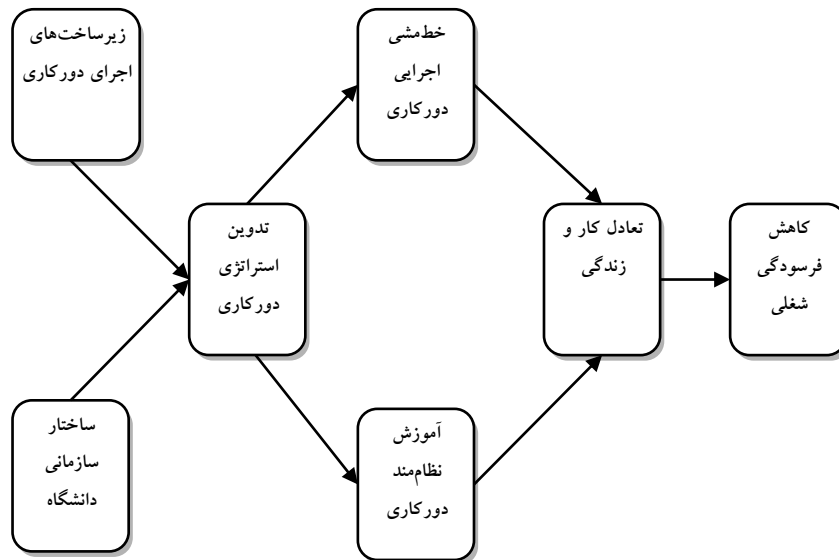 زیرساخت‌های
اجرای دورکاری
خط‌مشی
اجرایی
دورکاری
تدوین
استراتژی
دورکاری
تعادل کار و
زندگی
کاهش
فرسودگی
شغلی
ساختار
سازمانی
دانشگاه
آموزش
نظام‌مند
دورکاری